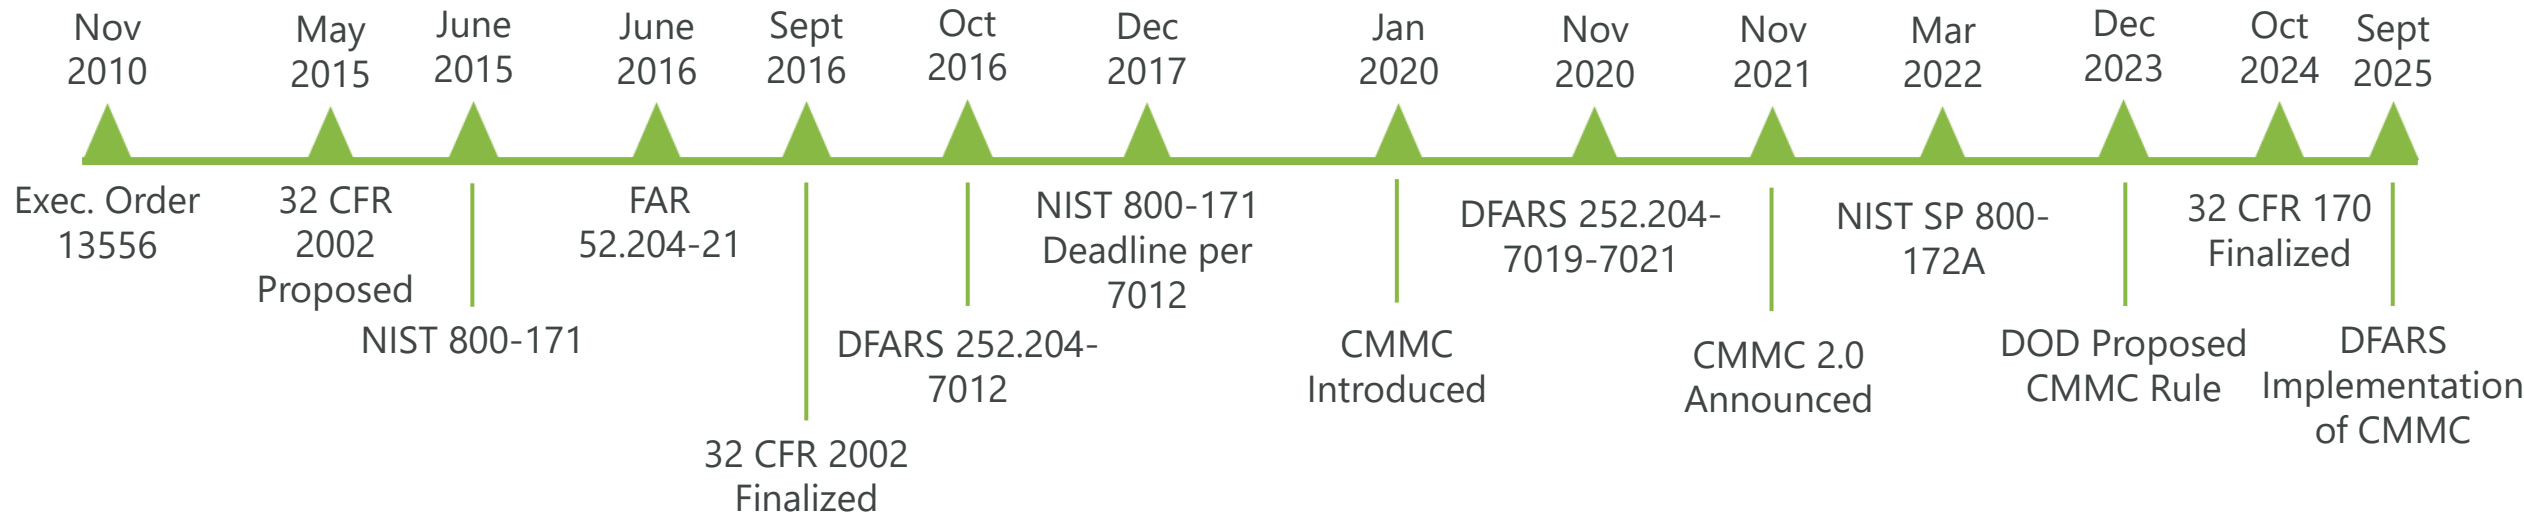 Nov
2010
May
2015
June
2015
June
2016
Sept
2016
Oct
2016
Dec
2017
Jan
2020
Nov
2020
Nov
2021
Mar
2022
Dec
2023
Oct
2024
Sept
2025
Exec. Order
13556
32 CFR
2002
Proposed
NIST 800-171
FAR
52.204-21
32 CFR 2002
Finalized
DFARS 252.204-
7012
NIST 800-171
Deadline per
7012
CMMC
Introduced
DFARS 252.204-
7019-7021
CMMC 2.0
Announced
NIST SP 800-
172A
DOD Proposed
CMMC Rule
32 CFR 170
Finalized
DFARS
Implementation
of CMMC